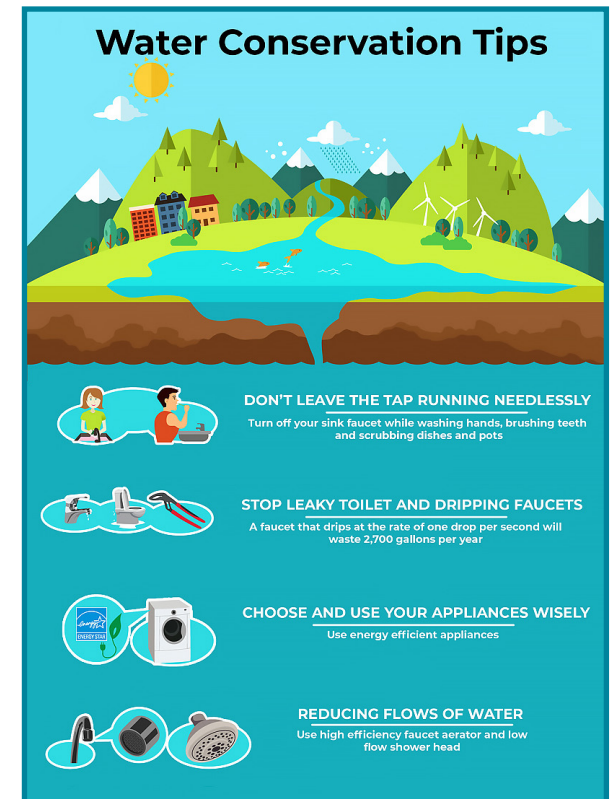 Water Conservation Tips
DON'T LEAVE THE TAP RUNNING NEEDLESSLY
Turn off your sink faucet while washing hands, brushing teeth
and scrubbing dishes and pots
STOP LEAKY TOILET AND DRIPPING FAUCETS
A faucet that drips at the rate of one drop per second will
waste 2,700 gallons per year
energy
ENERGY STAR
CHOOSE AND USE YOUR APPLIANCES WISELY
Use energy efficient appliances
REDUCING FLOWS OF WATER
Use high efficiency faucet aerator and low
flow shower head